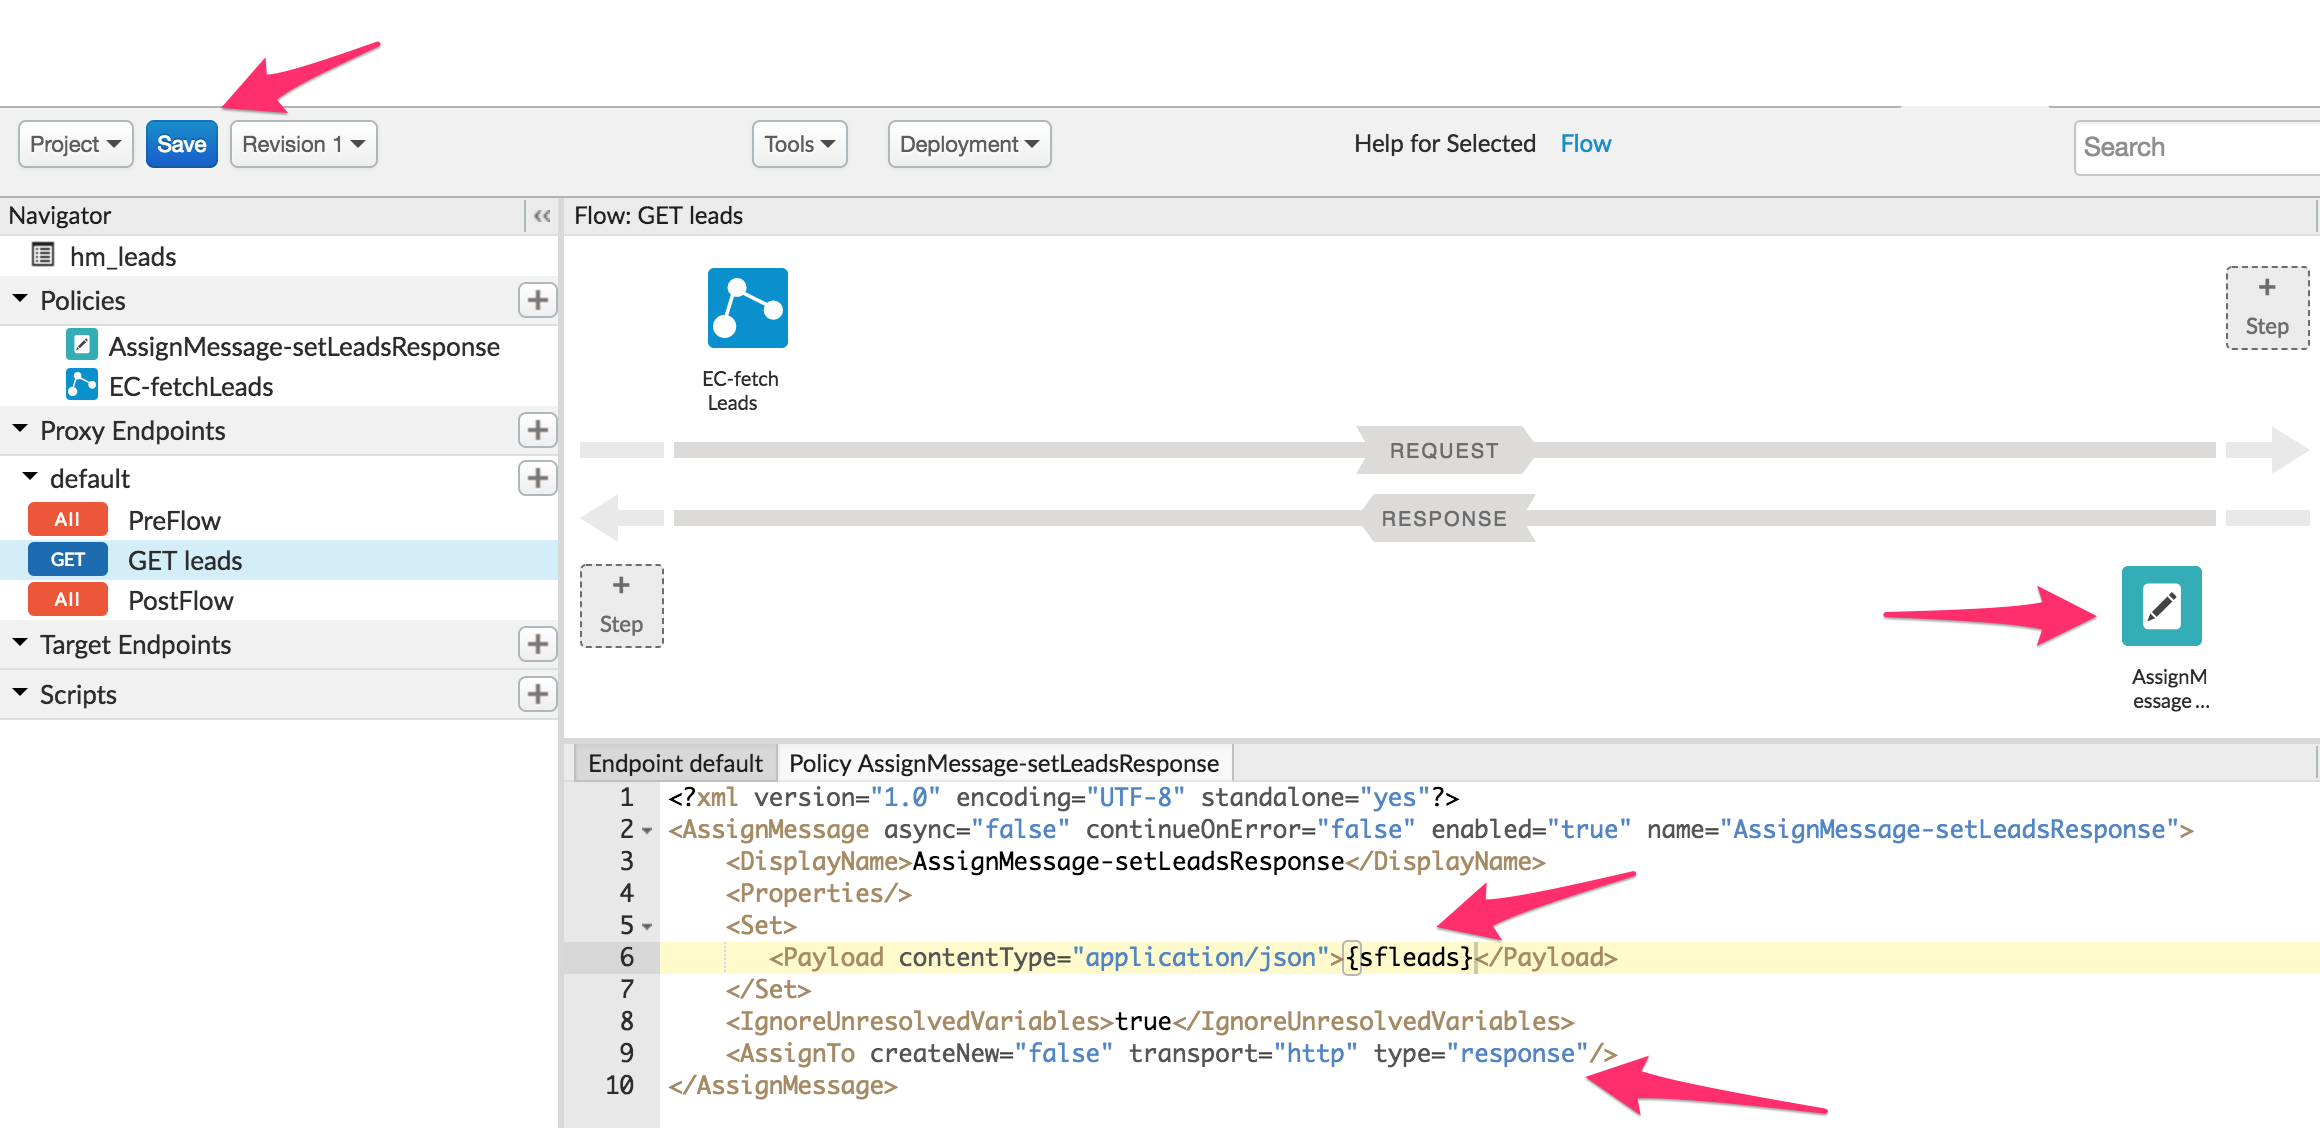 Project Save Revision 1 Tools Deployment Help for Selected Flow Search
Navigator
hm_leads
Policies
AssignMessage-setLeadsResponse
EC-fetchLeads
Proxy Endpoints
default
All PreFlow
GET GET leads
All PostFlow
Target Endpoints
Scripts
Flow: GET leads
EC-fetch
Leads
+
Step
REQUEST
RESPONSE
+
Step
AssignM
essage ...
Endpoint default Policy AssignMessage-setLeadsResponse
1 <?xml version="1.0" encoding="UTF-8" standalone="yes"?>
2 <AssignMessage async="false" continueOnError="false" enabled="true" name="AssignMessage-setLeadsResponse">
3 <DisplayName>AssignMessage-setLeadsResponse</DisplayName>
4 <Properties/>
5 <Set>
6 <Payload contentType="application/json">{sfleads}</Payload>
7 </Set>
8 <IgnoreUnresolvedVariables>true</IgnoreUnresolvedVariables>
9 <AssignTo createNew="false" transport="http" type="response"/>
10 </AssignMessage>